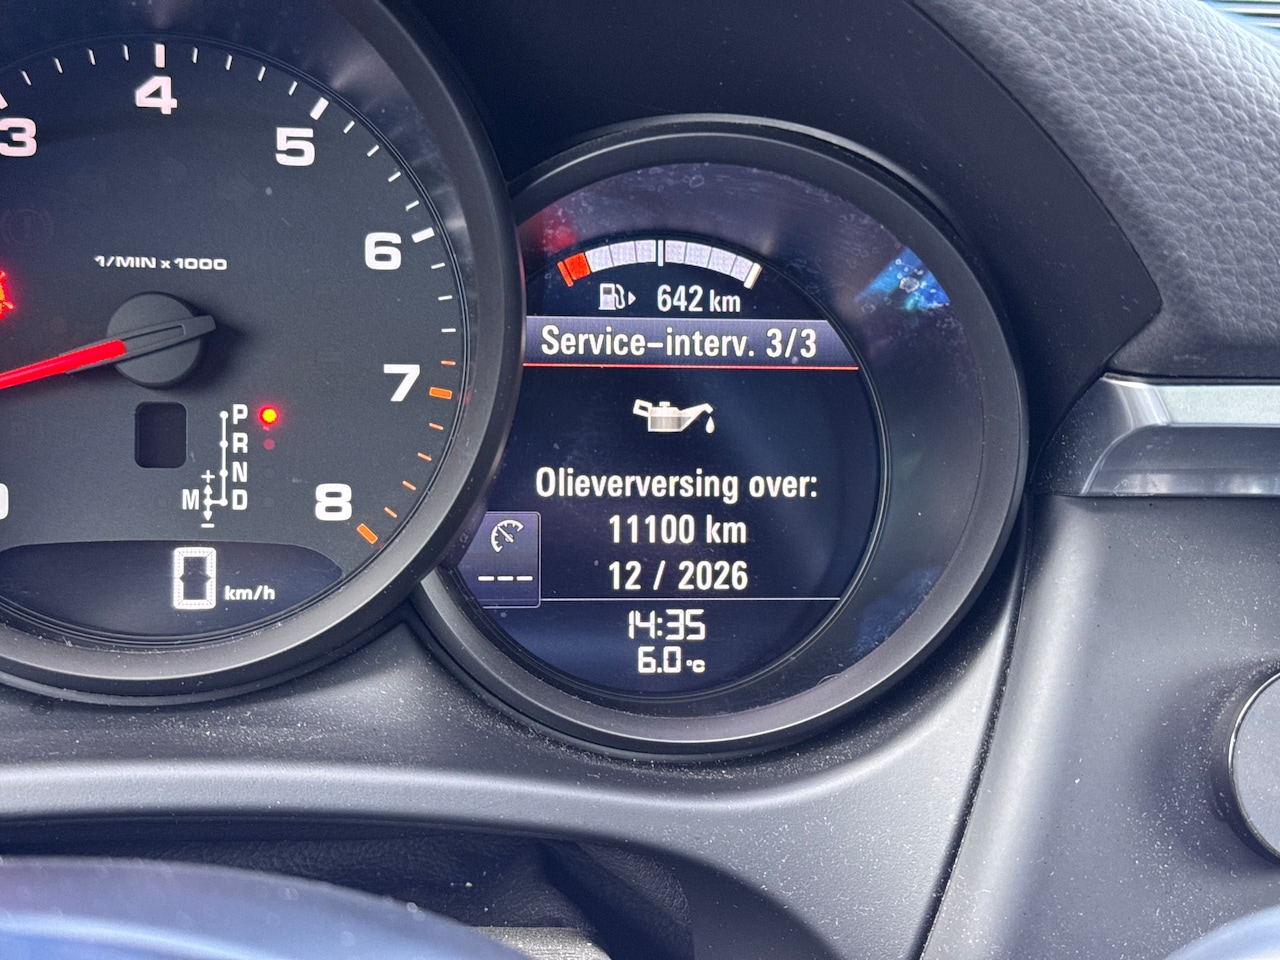 3
4
5
6
7
8
1/MIN x 1000
P
R
N
D
M
+
−
0 km/h
642 km
Service-interv. 3/3
Olieverversing over:
11100 km
12 / 2026
---
14:35
6.0 °C